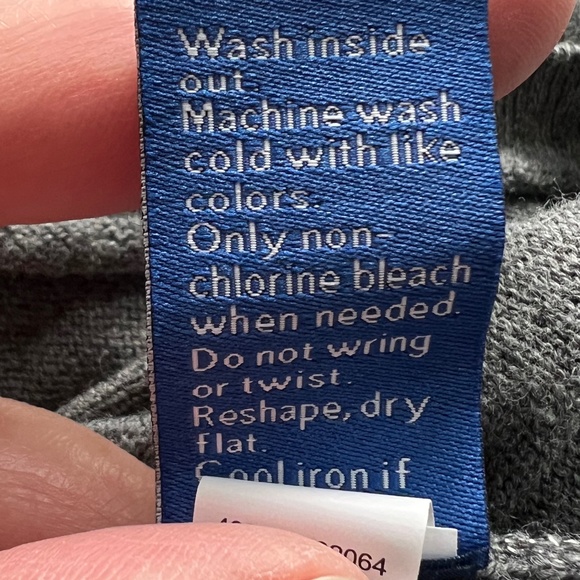 Wash inside
out.
Machine wash
cold with like
colors.
Only non-
chlorine bleach
when needed.
Do not wring
or twist.
Reshape, dry
flat.
Cool iron if